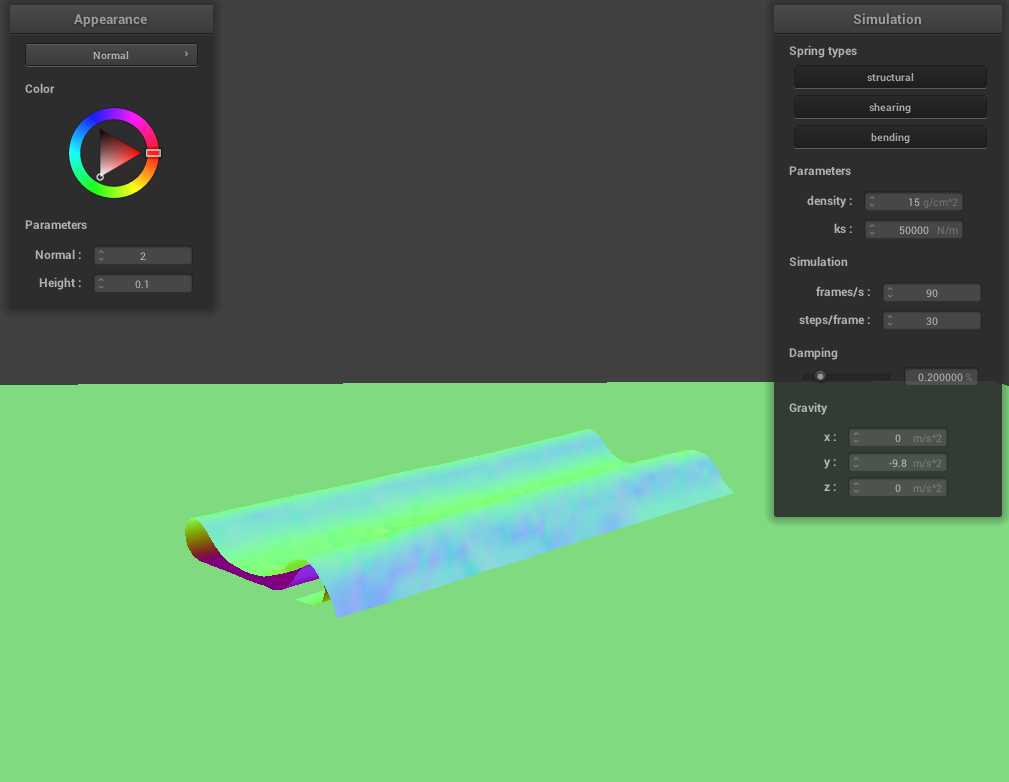 Appearance
Normal
Color
Parameters
Normal : 2
Height : 0.1
Simulation
Spring types
structural
shearing
bending
Parameters
density : 15 g/cm^2
ks : 50000 N/m
Simulation
frames/s : 90
steps/frame : 30
Damping
0.200000 %
Gravity
x : 0 m/s^2
y : -9.8 m/s^2
z : 0 m/s^2